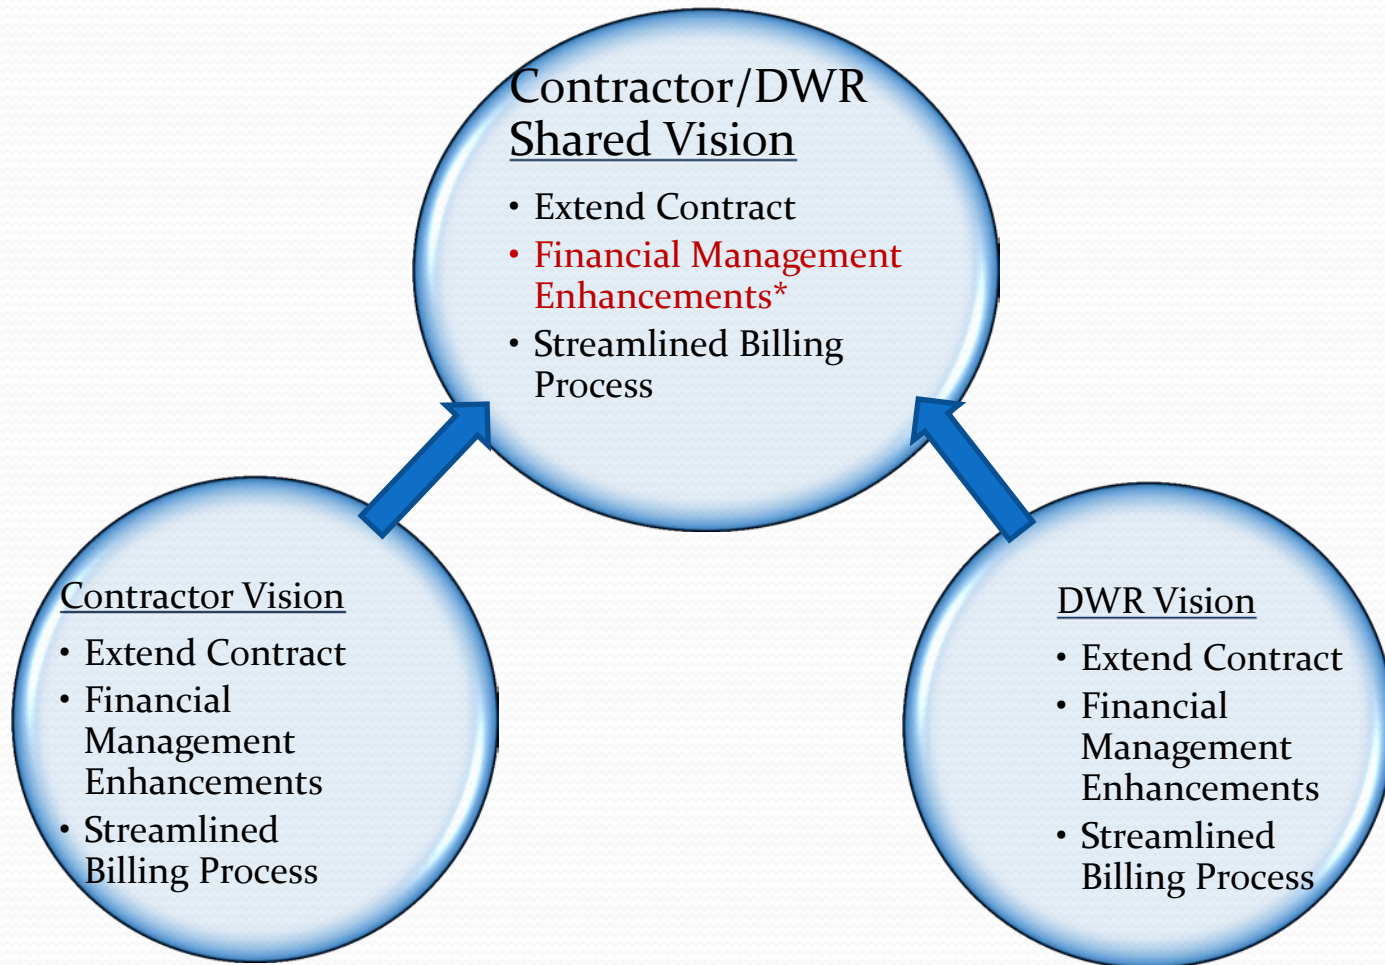 Contractor/DWR
Shared Vision
• Extend Contract
• Financial Management
Enhancements*
• Streamlined Billing
Process
Contractor Vision
• Extend Contract
• Financial
Management
Enhancements
• Streamlined
Billing Process
DWR Vision
• Extend Contract
• Financial
Management
Enhancements
• Streamlined
Billing Process